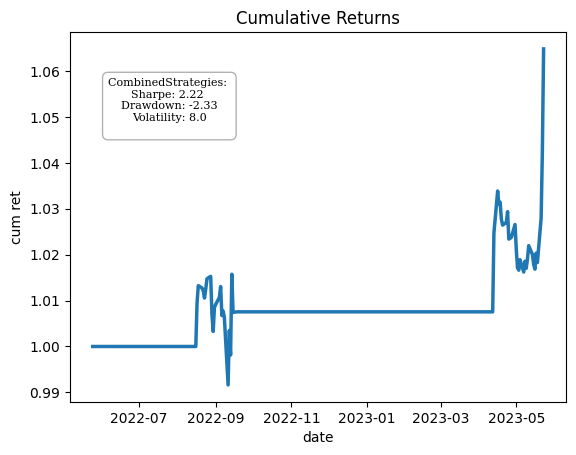 Cumulative Returns
CombinedStrategies:
Sharpe: 2.22
Drawdown: -2.33
Volatility: 8.0
cum ret
1.06
1.05
1.04
1.03
1.02
1.01
1.00
0.99
2022-07 2022-09 2022-11 2023-01 2023-03 2023-05
date